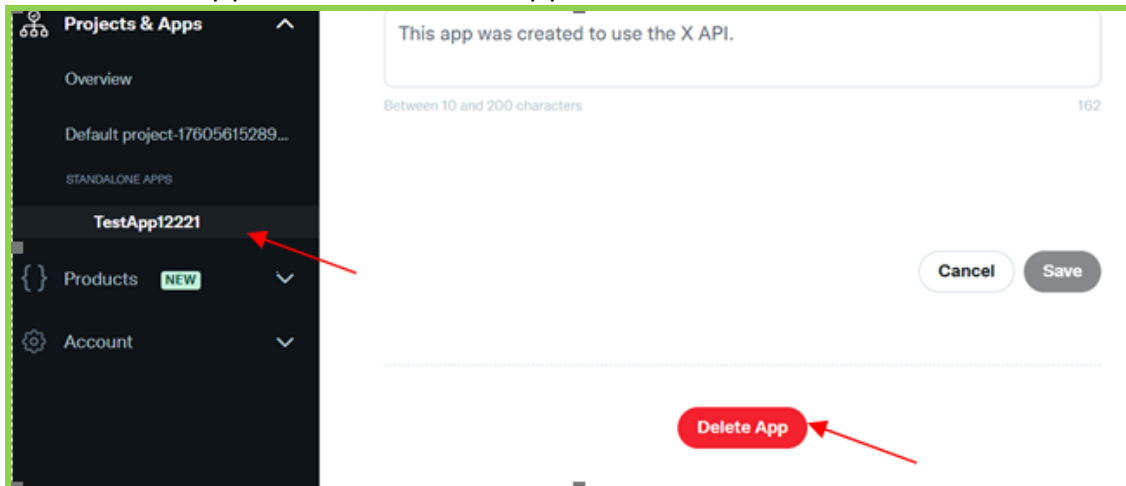 Projects & Apps
Overview
Default project-17605615289...
STANDALONE APPS
TestApp12221
{ } Products NEW
Account
This app was created to use the X API.
Between 10 and 200 characters 162
Cancel Save
Delete App